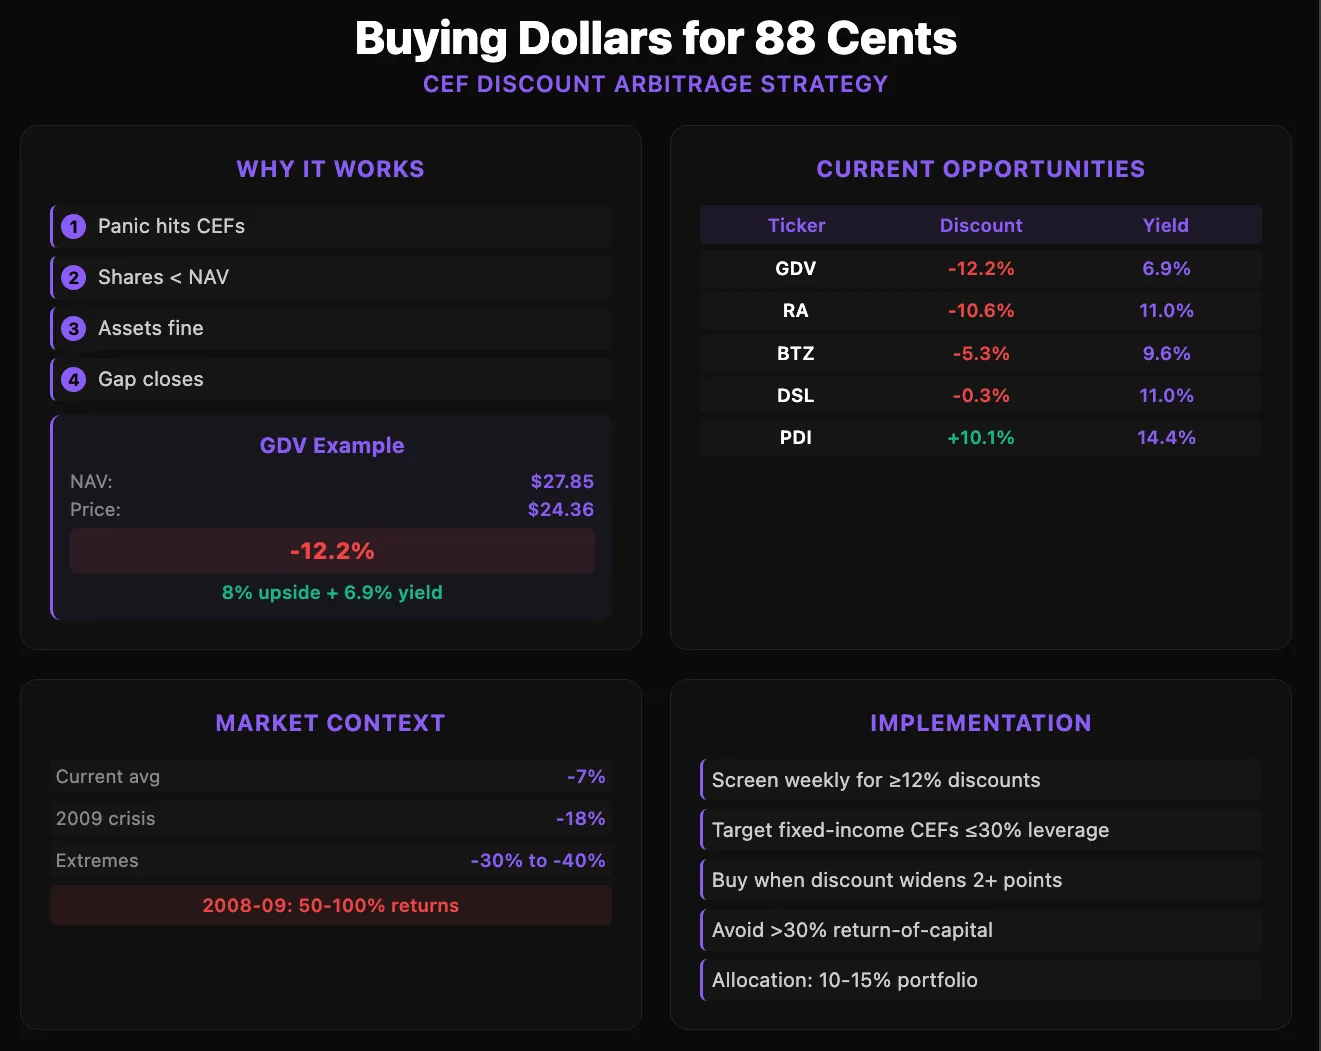 Buying Dollars for 88 Cents
CEF DISCOUNT ARBITRAGE STRATEGY
WHY IT WORKS
1 Panic hits CEFs
2 Shares < NAV
3 Assets fine
4 Gap closes
GDV Example
NAV: $27.85
Price: $24.36
-12.2%
8% upside + 6.9% yield
CURRENT OPPORTUNITIES
Ticker Discount Yield
GDV -12.2% 6.9%
RA -10.6% 11.0%
BTZ -5.3% 9.6%
DSL -0.3% 11.0%
PDI +10.1% 14.4%
MARKET CONTEXT
Current avg -7%
2009 crisis -18%
Extremes -30% to -40%
2008-09: 50-100% returns
IMPLEMENTATION
Screen weekly for ≥12% discounts
Target fixed-income CEFs ≤30% leverage
Buy when discount widens 2+ points
Avoid >30% return-of-capital
Allocation: 10-15% portfolio